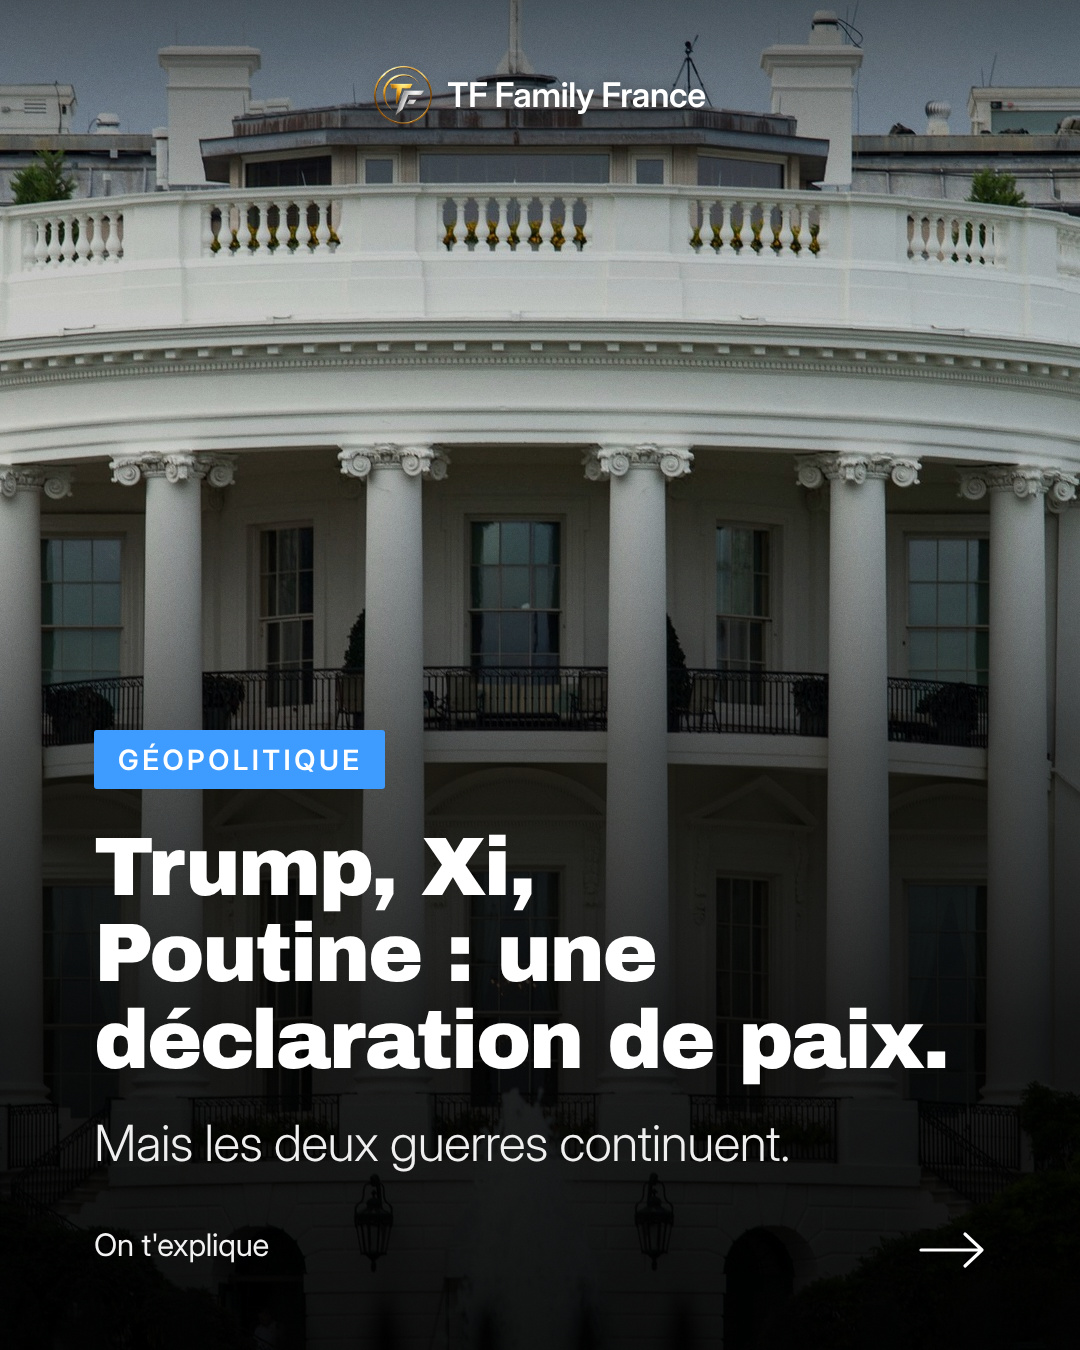 TF Family France
GÉOPOLITIQUE
Trump, Xi,
Poutine : une
déclaration de paix.
Mais les deux guerres continuent.
On t'explique